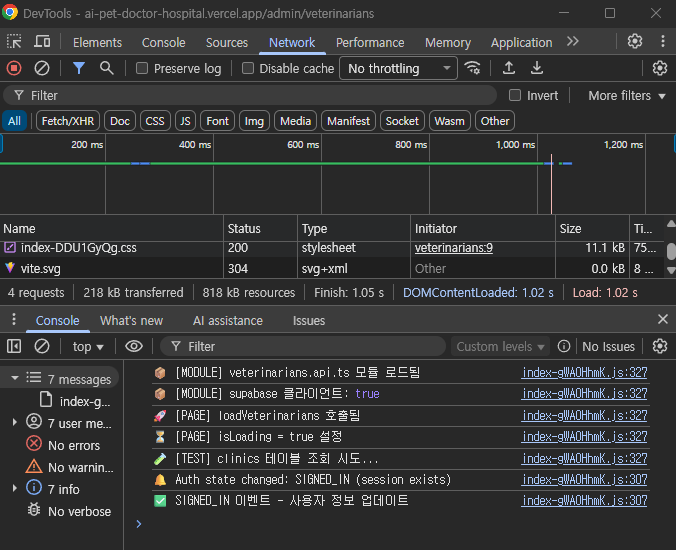 DevTools - ai-pet-doctor-hospital.vercel.app/admin/veterinarians
Elements Console Sources Network Performance Memory Application
Preserve log Disable cache No throttling
Filter Invert More filters
All Fetch/XHR Doc CSS JS Font Img Media Manifest Socket Wasm Other
200 ms 400 ms 600 ms 800 ms 1,000 ms 1,200 ms
Name Status Type Initiator Size Ti...
index-DDU1GyQg.css 200 stylesheet veterinarians:9 11.1 kB 75...
vite.svg 304 svg+xml Other 0.0 kB 8 ...
4 requests 218 kB transferred 818 kB resources Finish: 1.05 s DOMContentLoaded: 1.02 s Load: 1.02 s
Console What's new AI assistance Issues
top Filter Custom levels No Issues
7 messages
index-g...
7 user me...
No errors
No warnin...
7 info
No verbose
[MODULE] veterinarians.api.ts 모듈 로드됨 index-gWAOHhmK.js:327
[MODULE] supabase 클라이언트: true index-gWAOHhmK.js:327
[PAGE] loadVeterinarians 호출됨 index-gWAOHhmK.js:327
[PAGE] isLoading = true 설정 index-gWAOHhmK.js:327
[TEST] clinics 테이블 조회 시도... index-gWAOHhmK.js:327
Auth state changed: SIGNED_IN (session exists) index-gWAOHhmK.js:307
SIGNED_IN 이벤트 - 사용자 정보 업데이트 index-gWAOHhmK.js:307